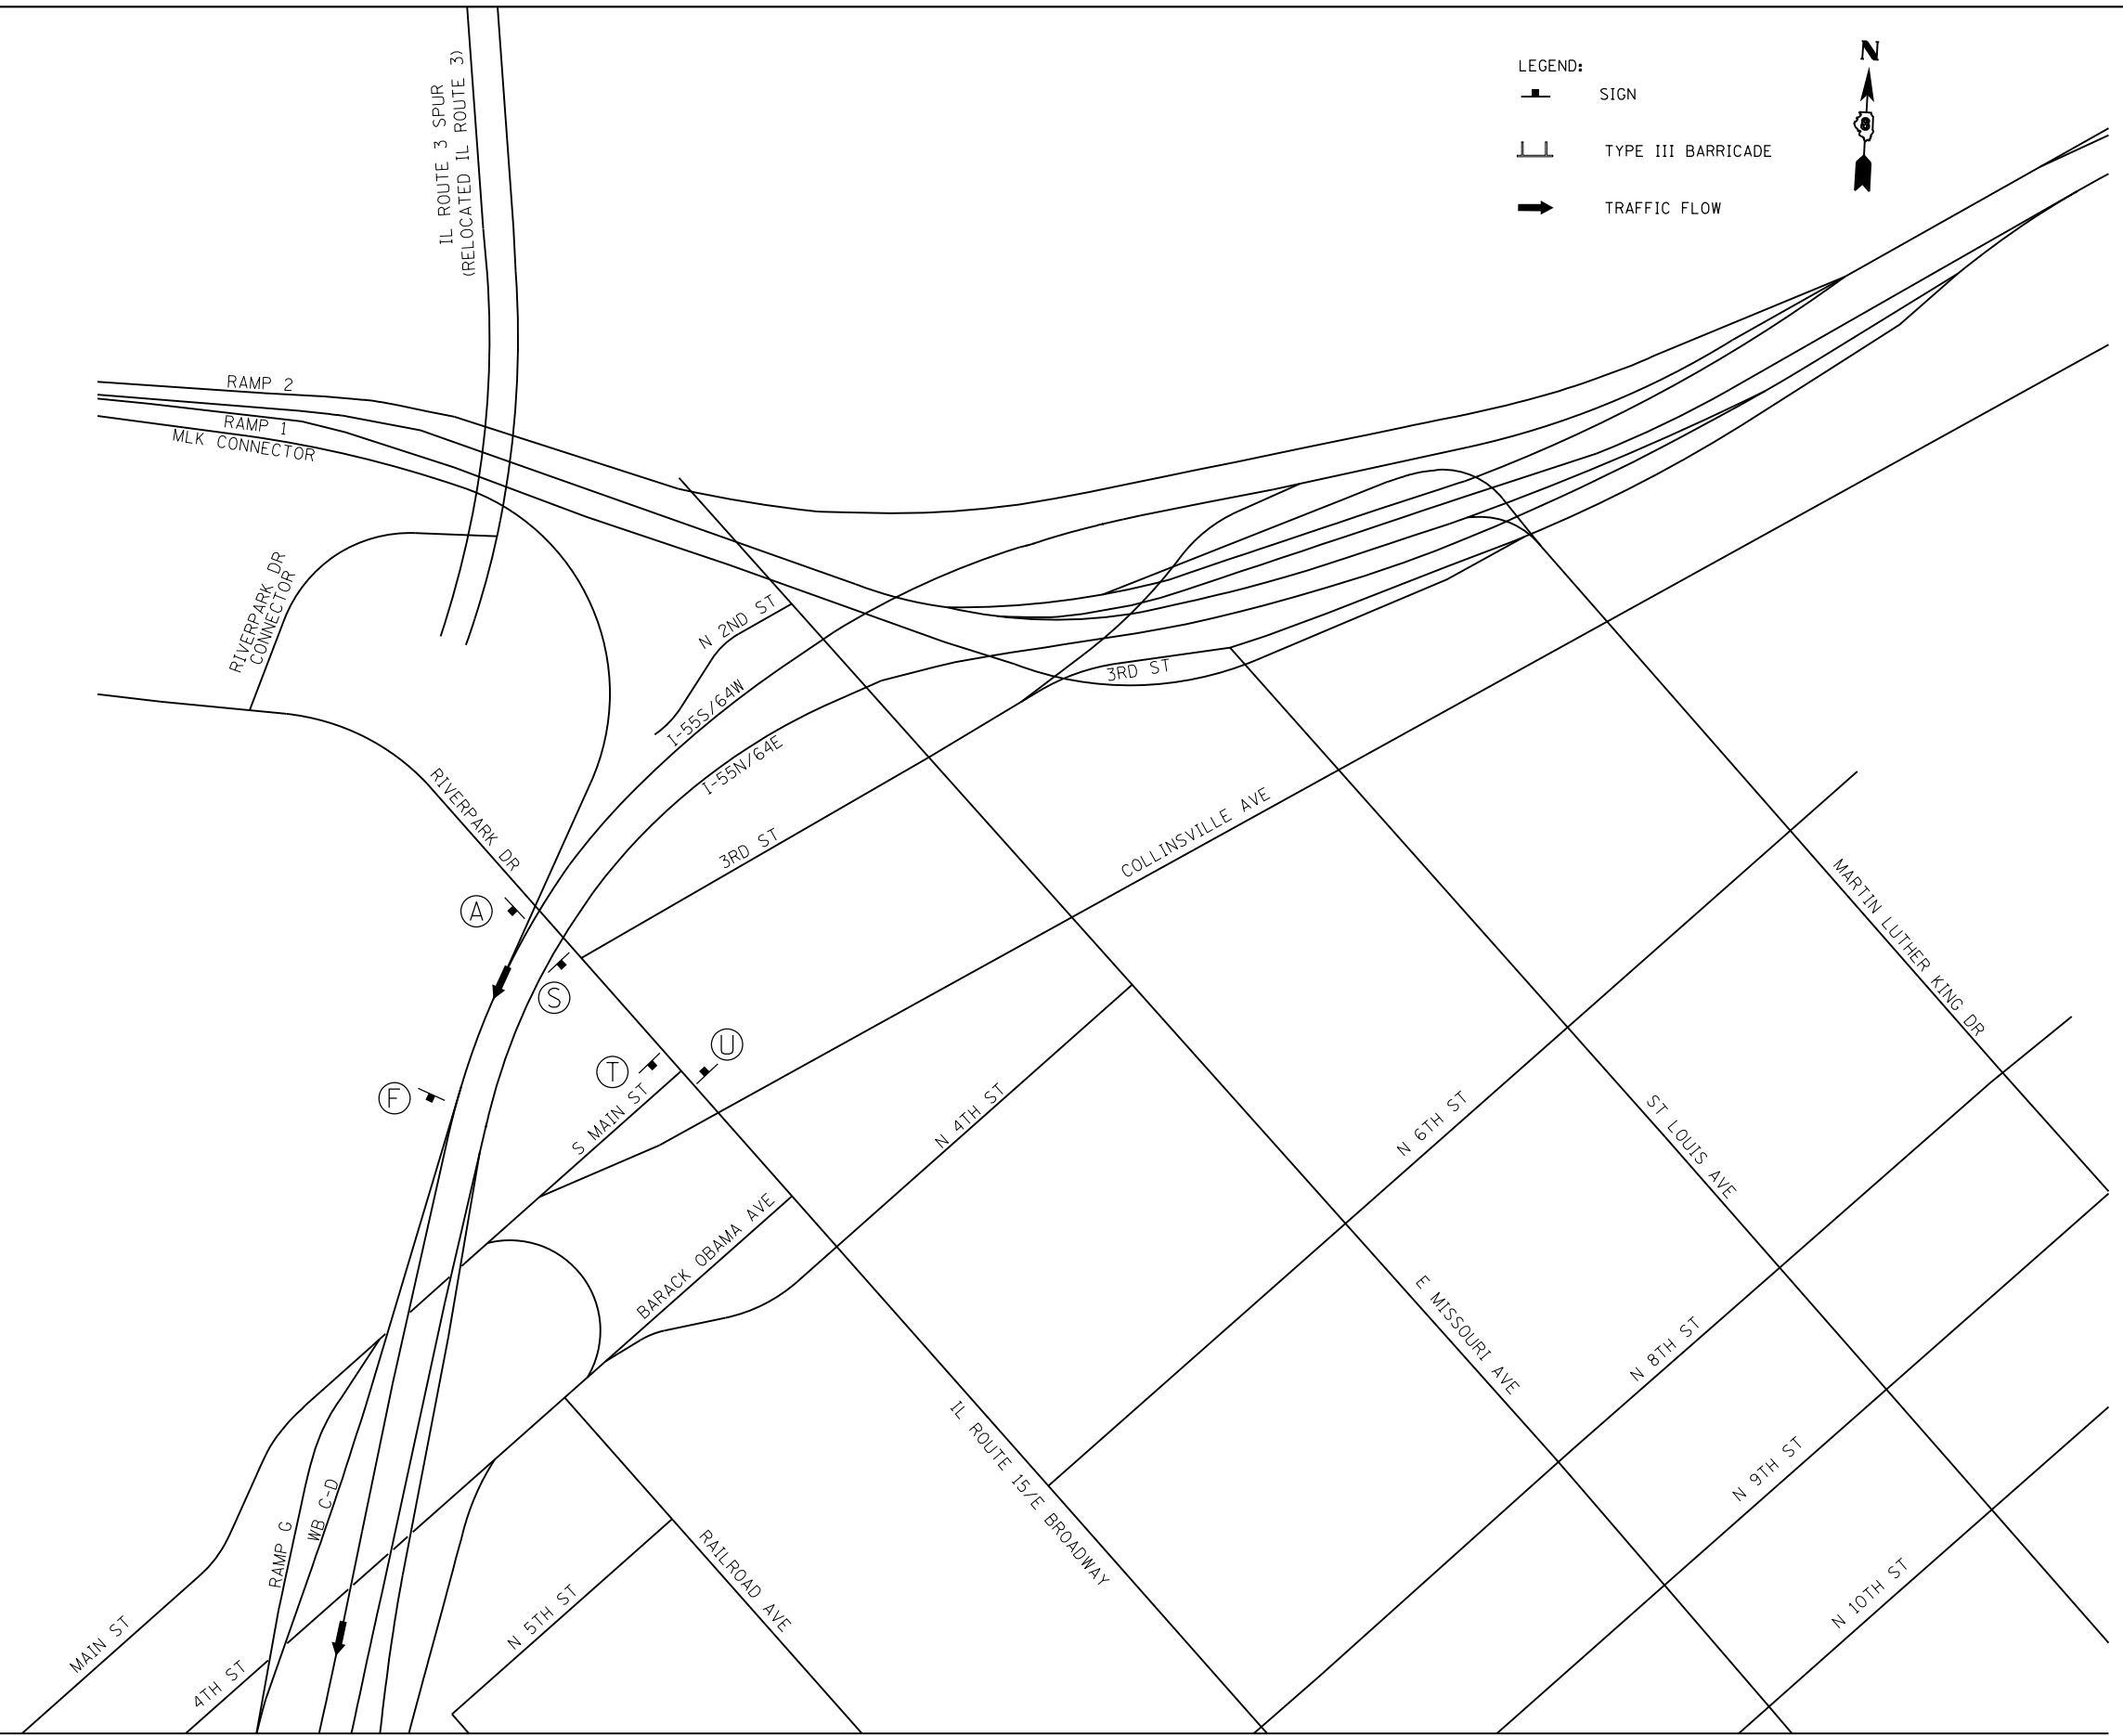 LEGEND:
SIGN
TYPE III BARRICADE
TRAFFIC FLOW
N
8
IL ROUTE 3 SPUR
(RELOCATED IL ROUTE 3)
RAMP 2
RAMP 1
MLK CONNECTOR
RIVERPARK DR
CONNECTOR
N 2ND ST
I-55S/64W
I-55N/64E
3RD ST
3RD ST
RIVERPARK DR
COLLINSVILLE AVE
MARTIN LUTHER KING DR
A
S
T
U
F
S MAIN ST
N 4TH ST
N 6TH ST
ST LOUIS AVE
BARACK OBAMA AVE
E MISSOURI AVE
N 8TH ST
IL ROUTE 15/E BROADWAY
N 9TH ST
WB C-D
RAMP G
RAILROAD AVE
N 5TH ST
N 10TH ST
MAIN ST
4TH ST